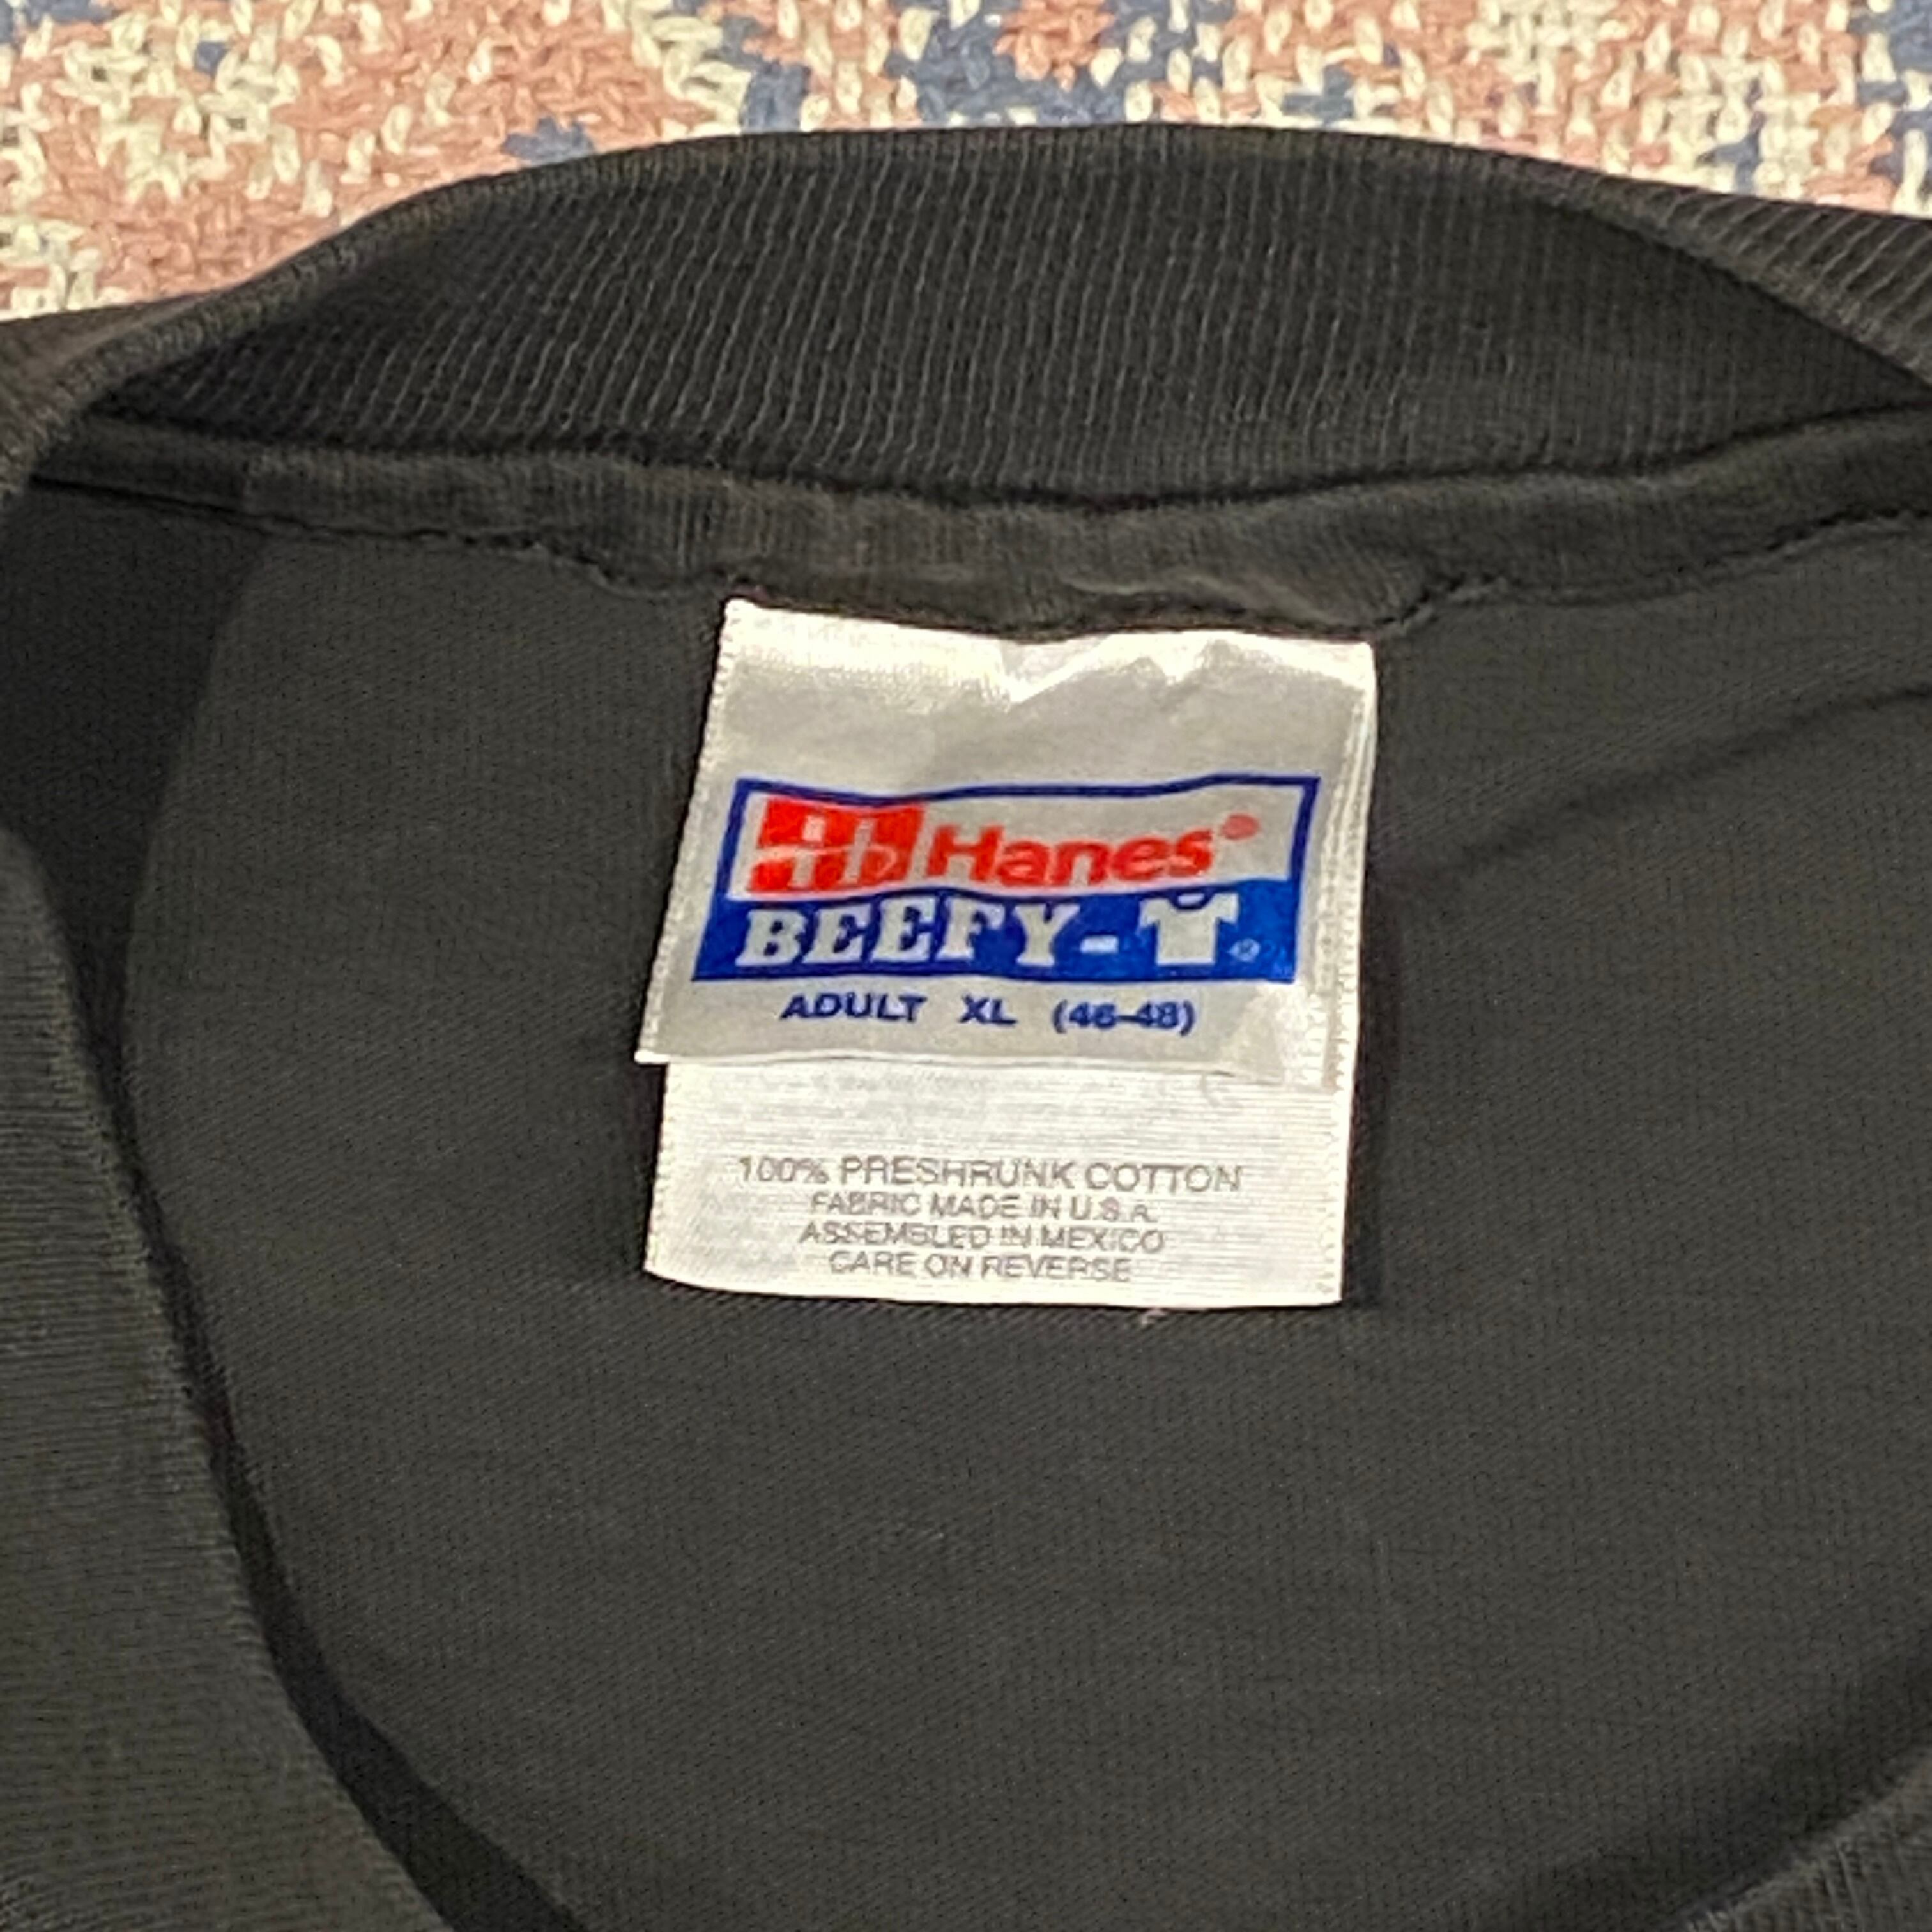 Hanes®
BEEFY-T®
ADULT XL (46-48)
100% PRESHRUNK COTTON
FABRIC MADE IN U.S.A.
ASSEMBLED IN MEXICO
CARE ON REVERSE